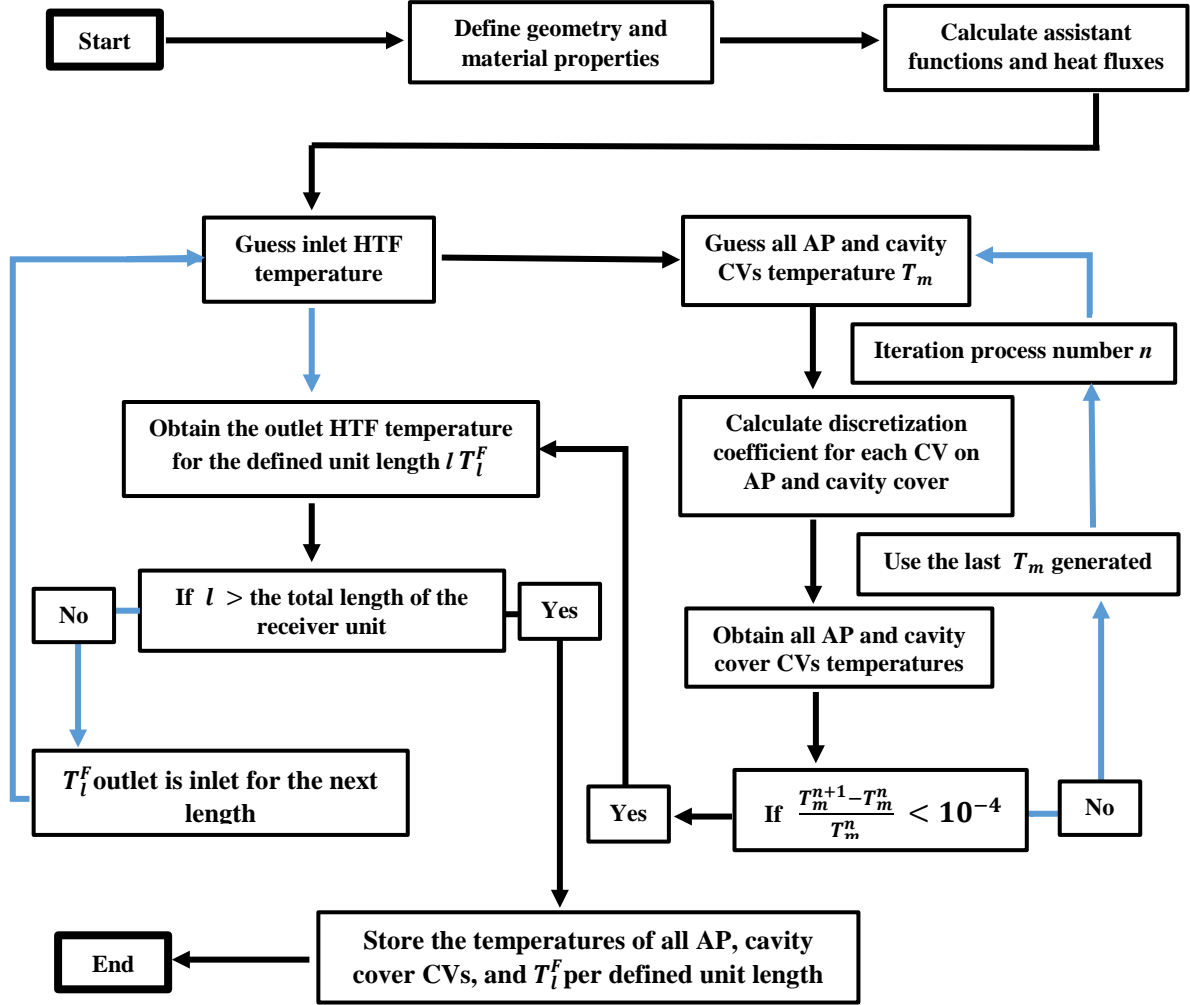 Start
Define geometry and
material properties
Calculate assistant
functions and heat fluxes
Guess inlet HTF
temperature
Guess all AP and cavity
CVs temperature T_m
Iteration process number n
Obtain the outlet HTF temperature
for the defined unit length l T_l^F
Calculate discretization
coefficient for each CV on
AP and cavity cover
Use the last T_m generated
No
If l > the total length of the
receiver unit
Yes
Obtain all AP and cavity
cover CVs temperatures
T_l^F outlet is inlet for the next
length
Yes
If (T_m^{n+1} − T_m^n) / T_m^n < 10^{−4}
No
End
Store the temperatures of all AP, cavity
cover CVs, and T_l^F per defined unit length